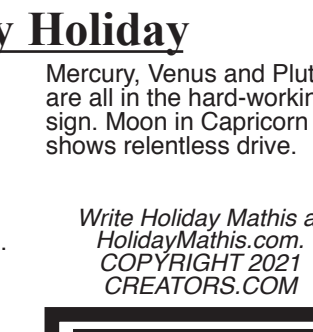 y Holiday
Mercury, Venus and Plut
are all in the hard-workin
sign. Moon in Capricorn
shows relentless drive.
Write Holiday Mathis a
.
HolidayMathis.com.
COPYRIGHT 2021
CREATORS.COM